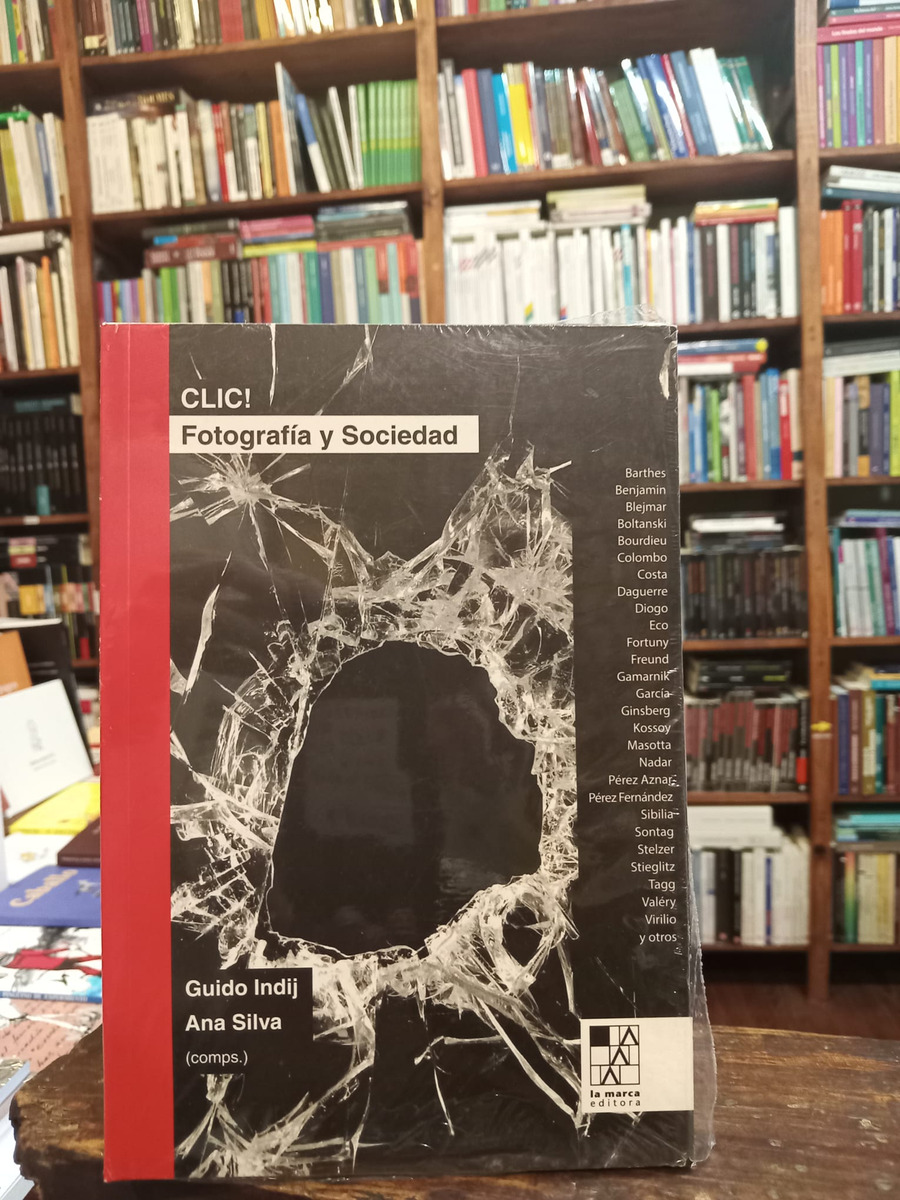 CLIC!
Fotografía y Sociedad
Barthes
Benjamin
Blejmar
Boltanski
Bourdieu
Colombo
Costa
Daguerre
Diogo
Eco
Fortuny
Freund
Gamarnik
García
Ginsberg
Kossoy
Masotta
Nadar
Pérez Aznar
Pérez Fernández
Sibilia
Sontag
Stelzer
Stieglitz
Tagg
Valéry
Virilio
y otros
Guido Indij
Ana Silva
(comps.)
la marca
editora